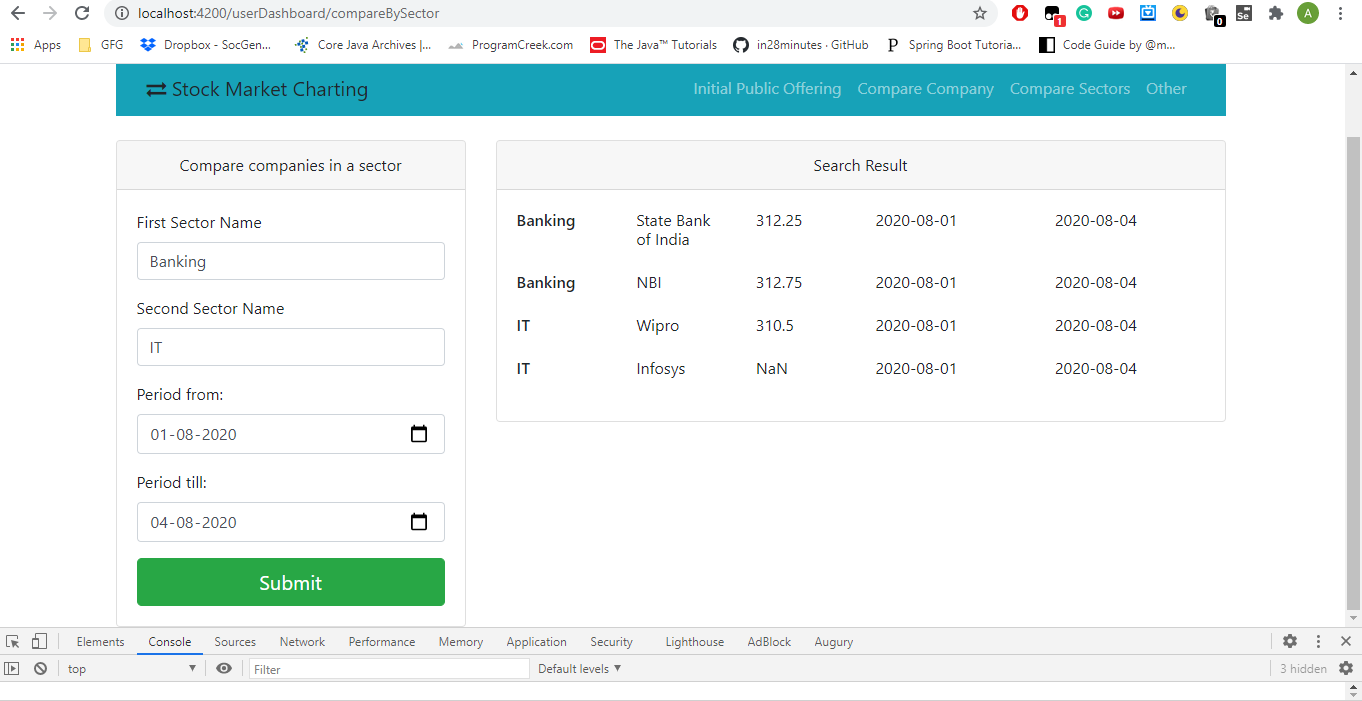 localhost:4200/userDashboard/compareBySector
1
0
Se
A
Apps GFG Dropbox - SocGen... Core Java Archives |... ProgramCreek.com The Java™ Tutorials in28minutes · GitHub P Spring Boot Tutoria... Code Guide by @m...
Stock Market Charting Initial Public Offering Compare Company Compare Sectors Other
Compare companies in a sector
First Sector Name
Banking
Second Sector Name
IT
Period from:
01-08-2020
Period till:
04-08-2020
Submit
Search Result
Banking State Bank of India 312.25 2020-08-01 2020-08-04
Banking NBI 312.75 2020-08-01 2020-08-04
IT Wipro 310.5 2020-08-01 2020-08-04
IT Infosys NaN 2020-08-01 2020-08-04
Elements Console Sources Network Performance Memory Application Security Lighthouse AdBlock Augury
top Filter Default levels 3 hidden